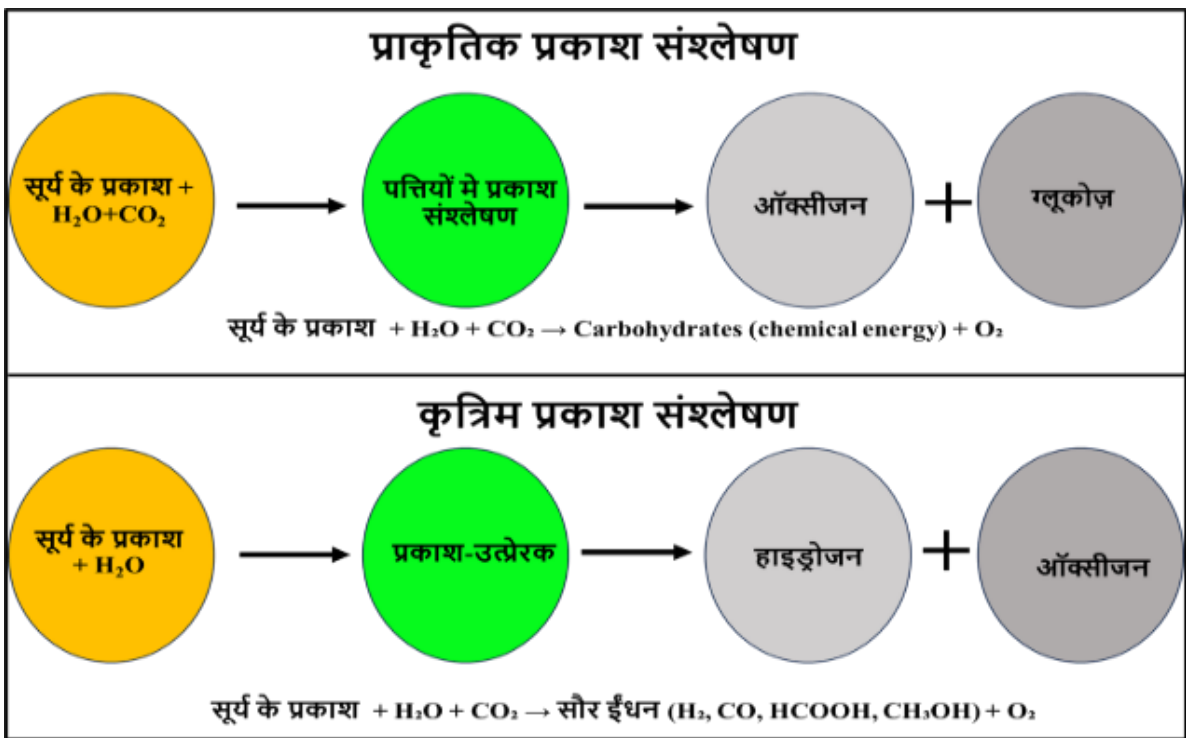 प्राकृतिक प्रकाश संश्लेषण
सूर्य के प्रकाश +
H₂O+CO₂
पत्तियों मे प्रकाश
संश्लेषण
ऑक्सीजन
+
ग्लूकोज़
सूर्य के प्रकाश + H₂O + CO₂ → Carbohydrates (chemical energy) + O₂
कृत्रिम प्रकाश संश्लेषण
सूर्य के प्रकाश
+ H₂O
प्रकाश-उत्प्रेरक
हाइड्रोजन
+
ऑक्सीजन
सूर्य के प्रकाश + H₂O + CO₂ → सौर ईंधन (H₂, CO, HCOOH, CH₃OH) + O₂